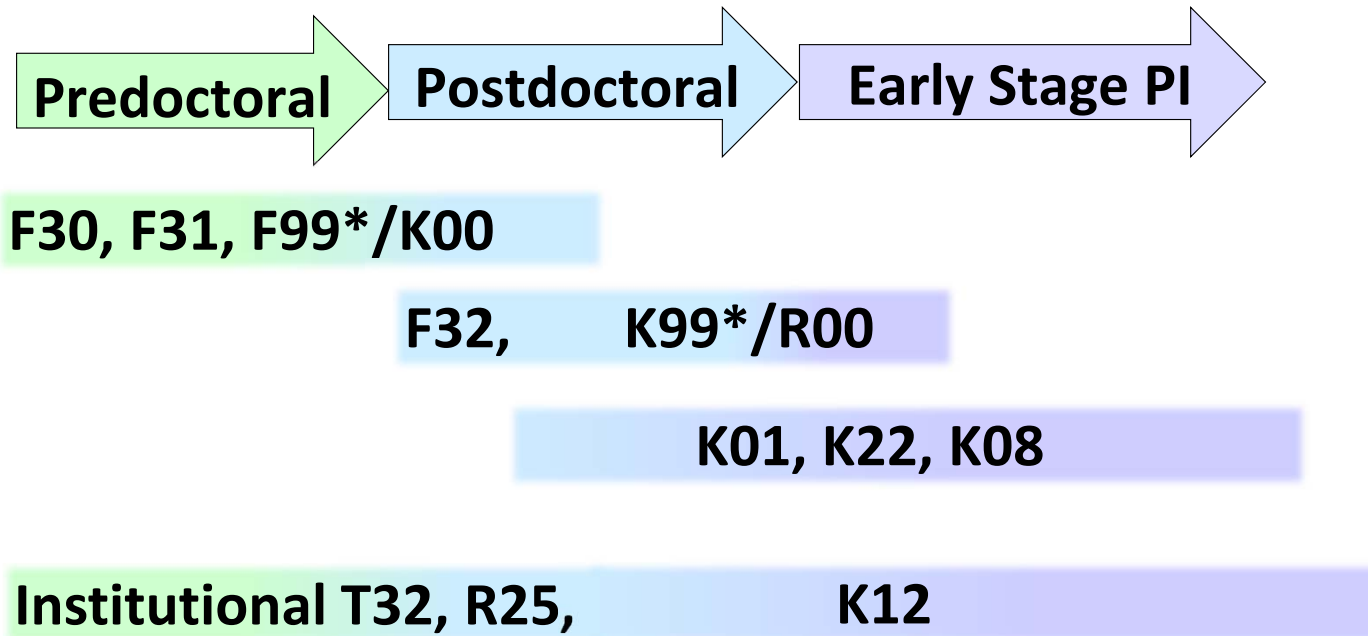 Predoctoral Postdoctoral Early Stage PI
F30, F31, F99*/K00
F32, K99*/R00
K01, K22, K08
Institutional T32, R25, K12